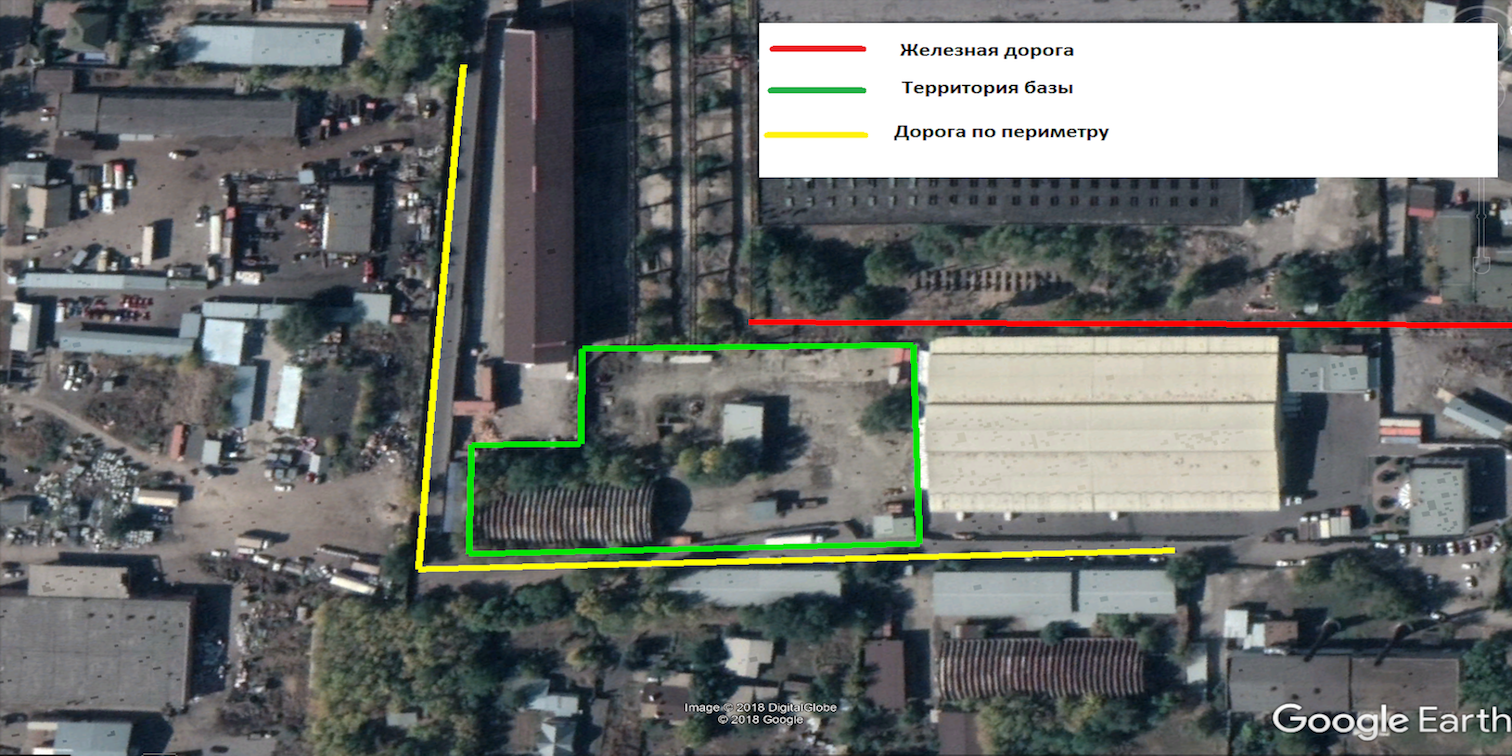 Железная дорога
Территория базы
Дорога по периметру
Image © 2018 DigitalGlobe
© 2018 Google
Google Earth